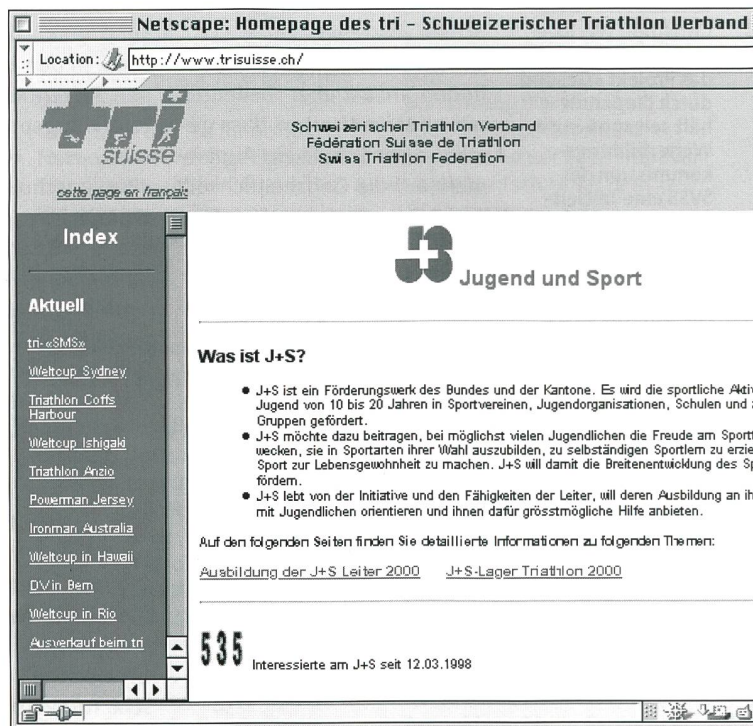 Netscape: Homepage des tri – Schweizerischer Triathlon Verband
Location: http://www.trisuisse.ch/
tri
suisse
cette page en français
Schweizerischer Triathlon Verband
Fédération Suisse de Triathlon
Swiss Triathlon Federation
Index
Aktuell
tri-«SMS»
Weltcup Sydney
Triathlon Coffs
Harbour
Weltcup Ishigaki
Triathlon Anzio
Powerman Jersey
Ironman Australia
Weltcup in Hawaii
DV in Bern
Weltcup in Rio
Ausverkauf beim tri
J+S Jugend und Sport
Was ist J+S?
● J+S ist ein Förderungswerk des Bundes und der Kantone. Es wird die sportliche Aktiv
Jugend von 10 bis 20 Jahren in Sportvereinen, Jugendorganisationen, Schulen und
Gruppen gefördert.
● J+S möchte dazu beitragen, bei möglichst vielen Jugendlichen die Freude am Sport
wecken, sie in Sportarten ihrer Wahl auszubilden, zu selbständigen Sportlern zu erzie
Sport zur Lebensgewohnheit zu machen. J+S will damit die Breitenentwicklung des Sp
fördern.
● J+S lebt von der Initiative und den Fähigkeiten der Leiter, will deren Ausbildung an ih
mit Jugendlichen orientieren und ihnen dafür grösstmögliche Hilfe anbieten.
Auf den folgenden Seiten finden Sie detaillierte Informationen zu folgenden Themen:
Ausbildung der J+S Leiter 2000 J+S-Lager Triathlon 2000
535 Interessierte am J+S seit 12.03.1998